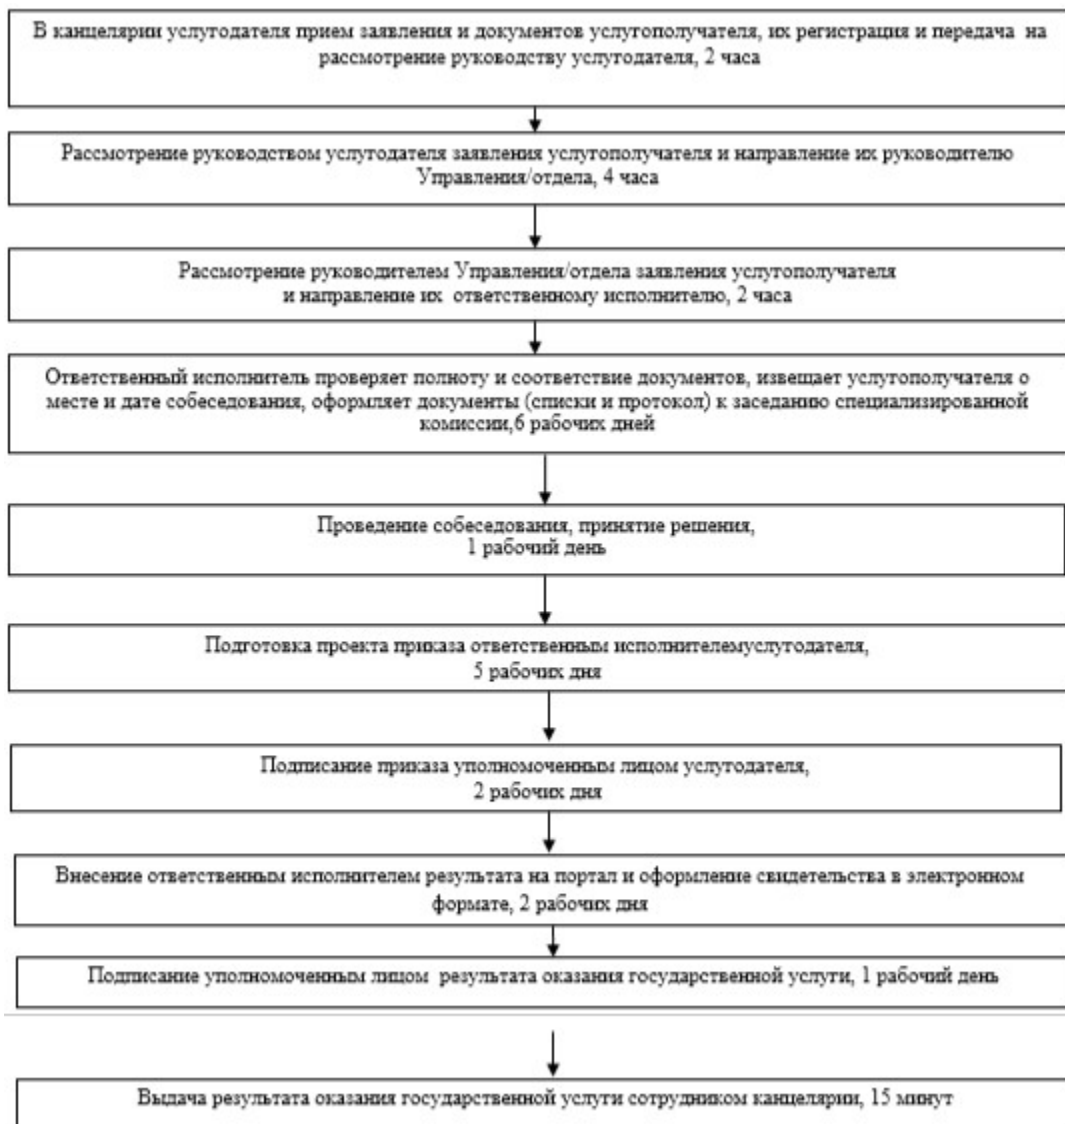 В канцелярии услугодателя прием заявления и документов услугополучателя, их регистрация и передача на
рассмотрение руководству услугодателя, 2 часа
Рассмотрение руководством услугодателя заявления услугополучателя и направление их руководителю
Управления/отдела, 4 часа
Рассмотрение руководителем Управления/отдела заявления услугополучателя
и направление их ответственному исполнителю, 2 часа
Ответственный исполнитель проверяет полноту и соответствие документов, извещает услугополучателя о
месте и дате собеседования, оформляет документы (списки и протокол) к заседанию специализированной
комиссии,6 рабочих дней
Проведение собеседования, принятие решения,
1 рабочий день
Подготовка проекта приказа ответственным исполнителемуслугодателя,
5 рабочих дня
Подписание приказа уполномоченным лицом услугодателя,
2 рабочих дня
Внесение ответственным исполнителем результата на портал и оформление свидетельства в электронном
формате, 2 рабочих дня
Подписание уполномоченным лицом результата оказания государственной услуги, 1 рабочий день
Выдача результата оказания государственной услуги сотрудником канцелярии, 15 минут